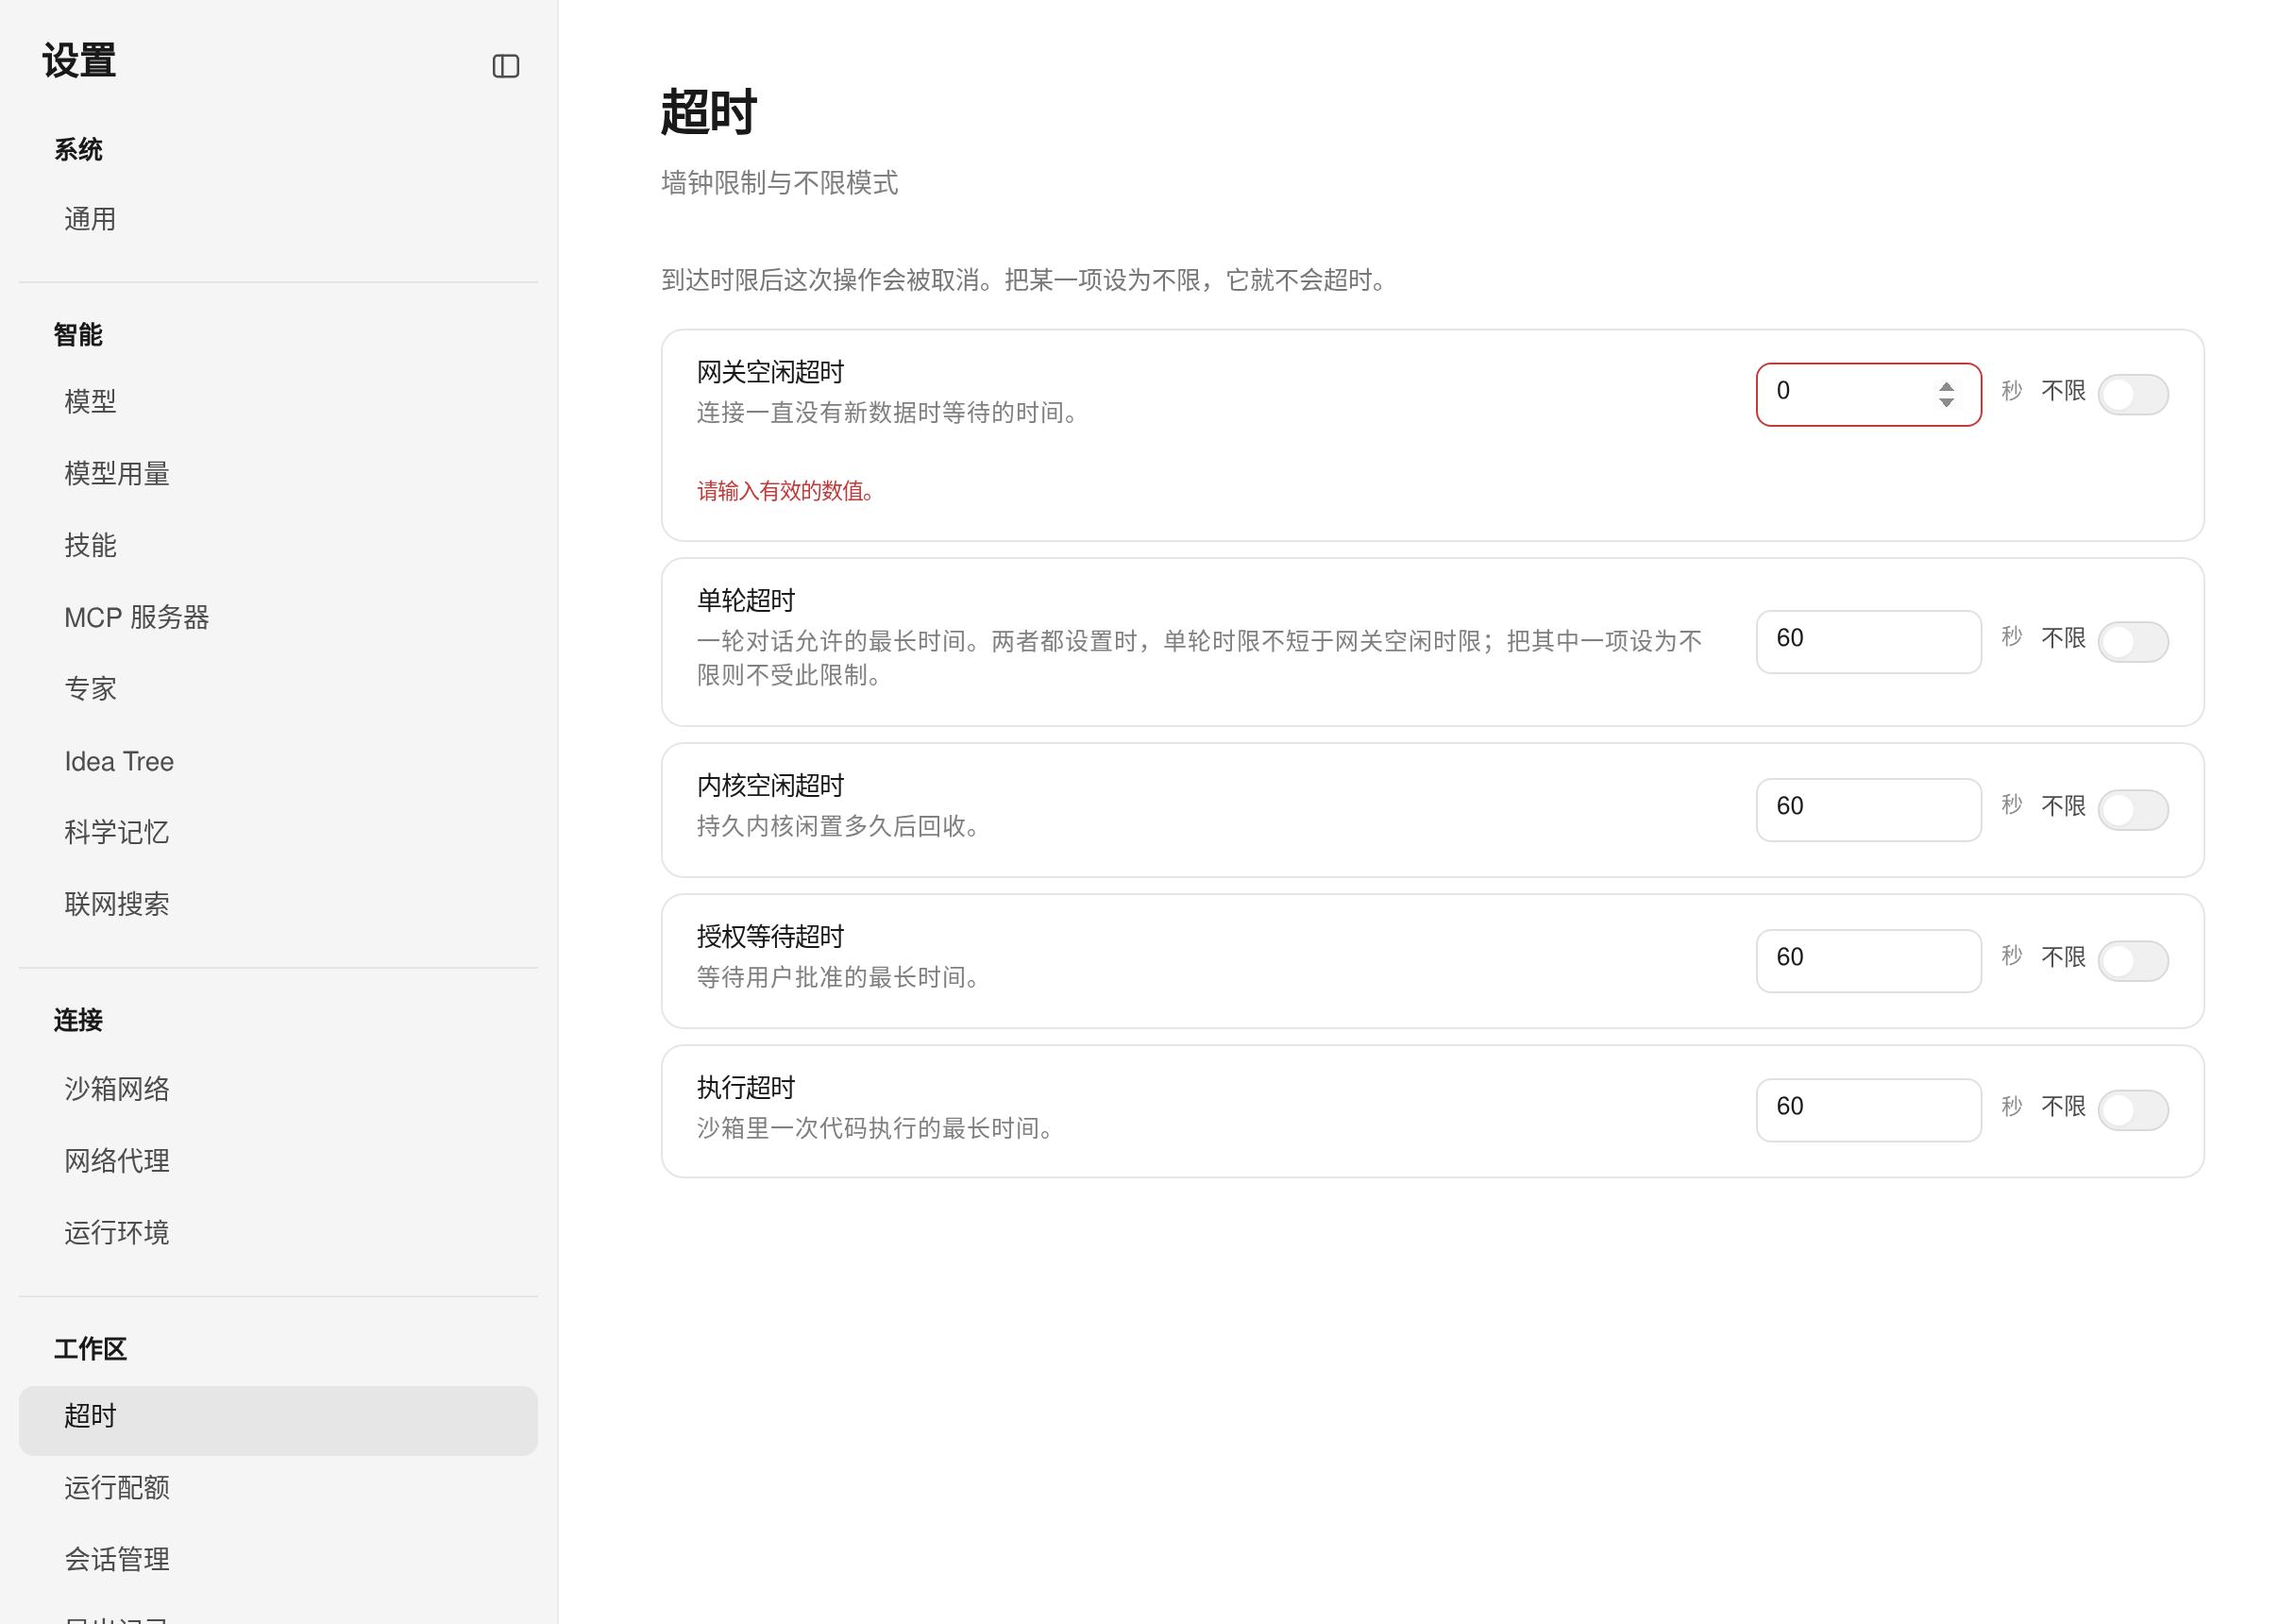 设置
系统
通用
智能
模型
模型用量
技能
MCP 服务器
专家
Idea Tree
科学记忆
联网搜索
连接
沙箱网络
网络代理
运行环境
工作区
超时
运行配额
会话管理
超时
墙钟限制与不限模式
到达时限后这次操作会被取消。把某一项设为不限，它就不会超时。
网关空闲超时
连接一直没有新数据时等待的时间。
0 秒 不限
请输入有效的数值。
单轮超时
一轮对话允许的最长时间。两者都设置时，单轮时限不短于网关空闲时限；把其中一项设为不
限则不受此限制。
60 秒 不限
内核空闲超时
持久内核闲置多久后回收。
60 秒 不限
授权等待超时
等待用户批准的最长时间。
60 秒 不限
执行超时
沙箱里一次代码执行的最长时间。
60 秒 不限